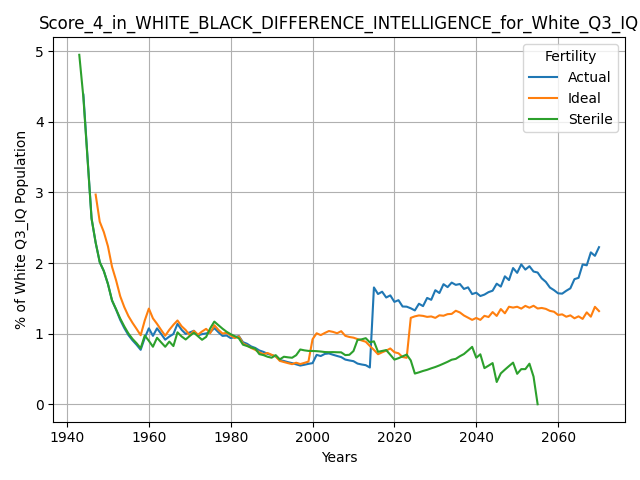 Score_4_in_WHITE_BLACK_DIFFERENCE_INTELLIGENCE_for_White_Q3_IQ
5
4
3
2
1
0
% of White Q3_IQ Population
Fertility
Actual
Ideal
Sterile
1940 1960 1980 2000 2020 2040 2060
Years